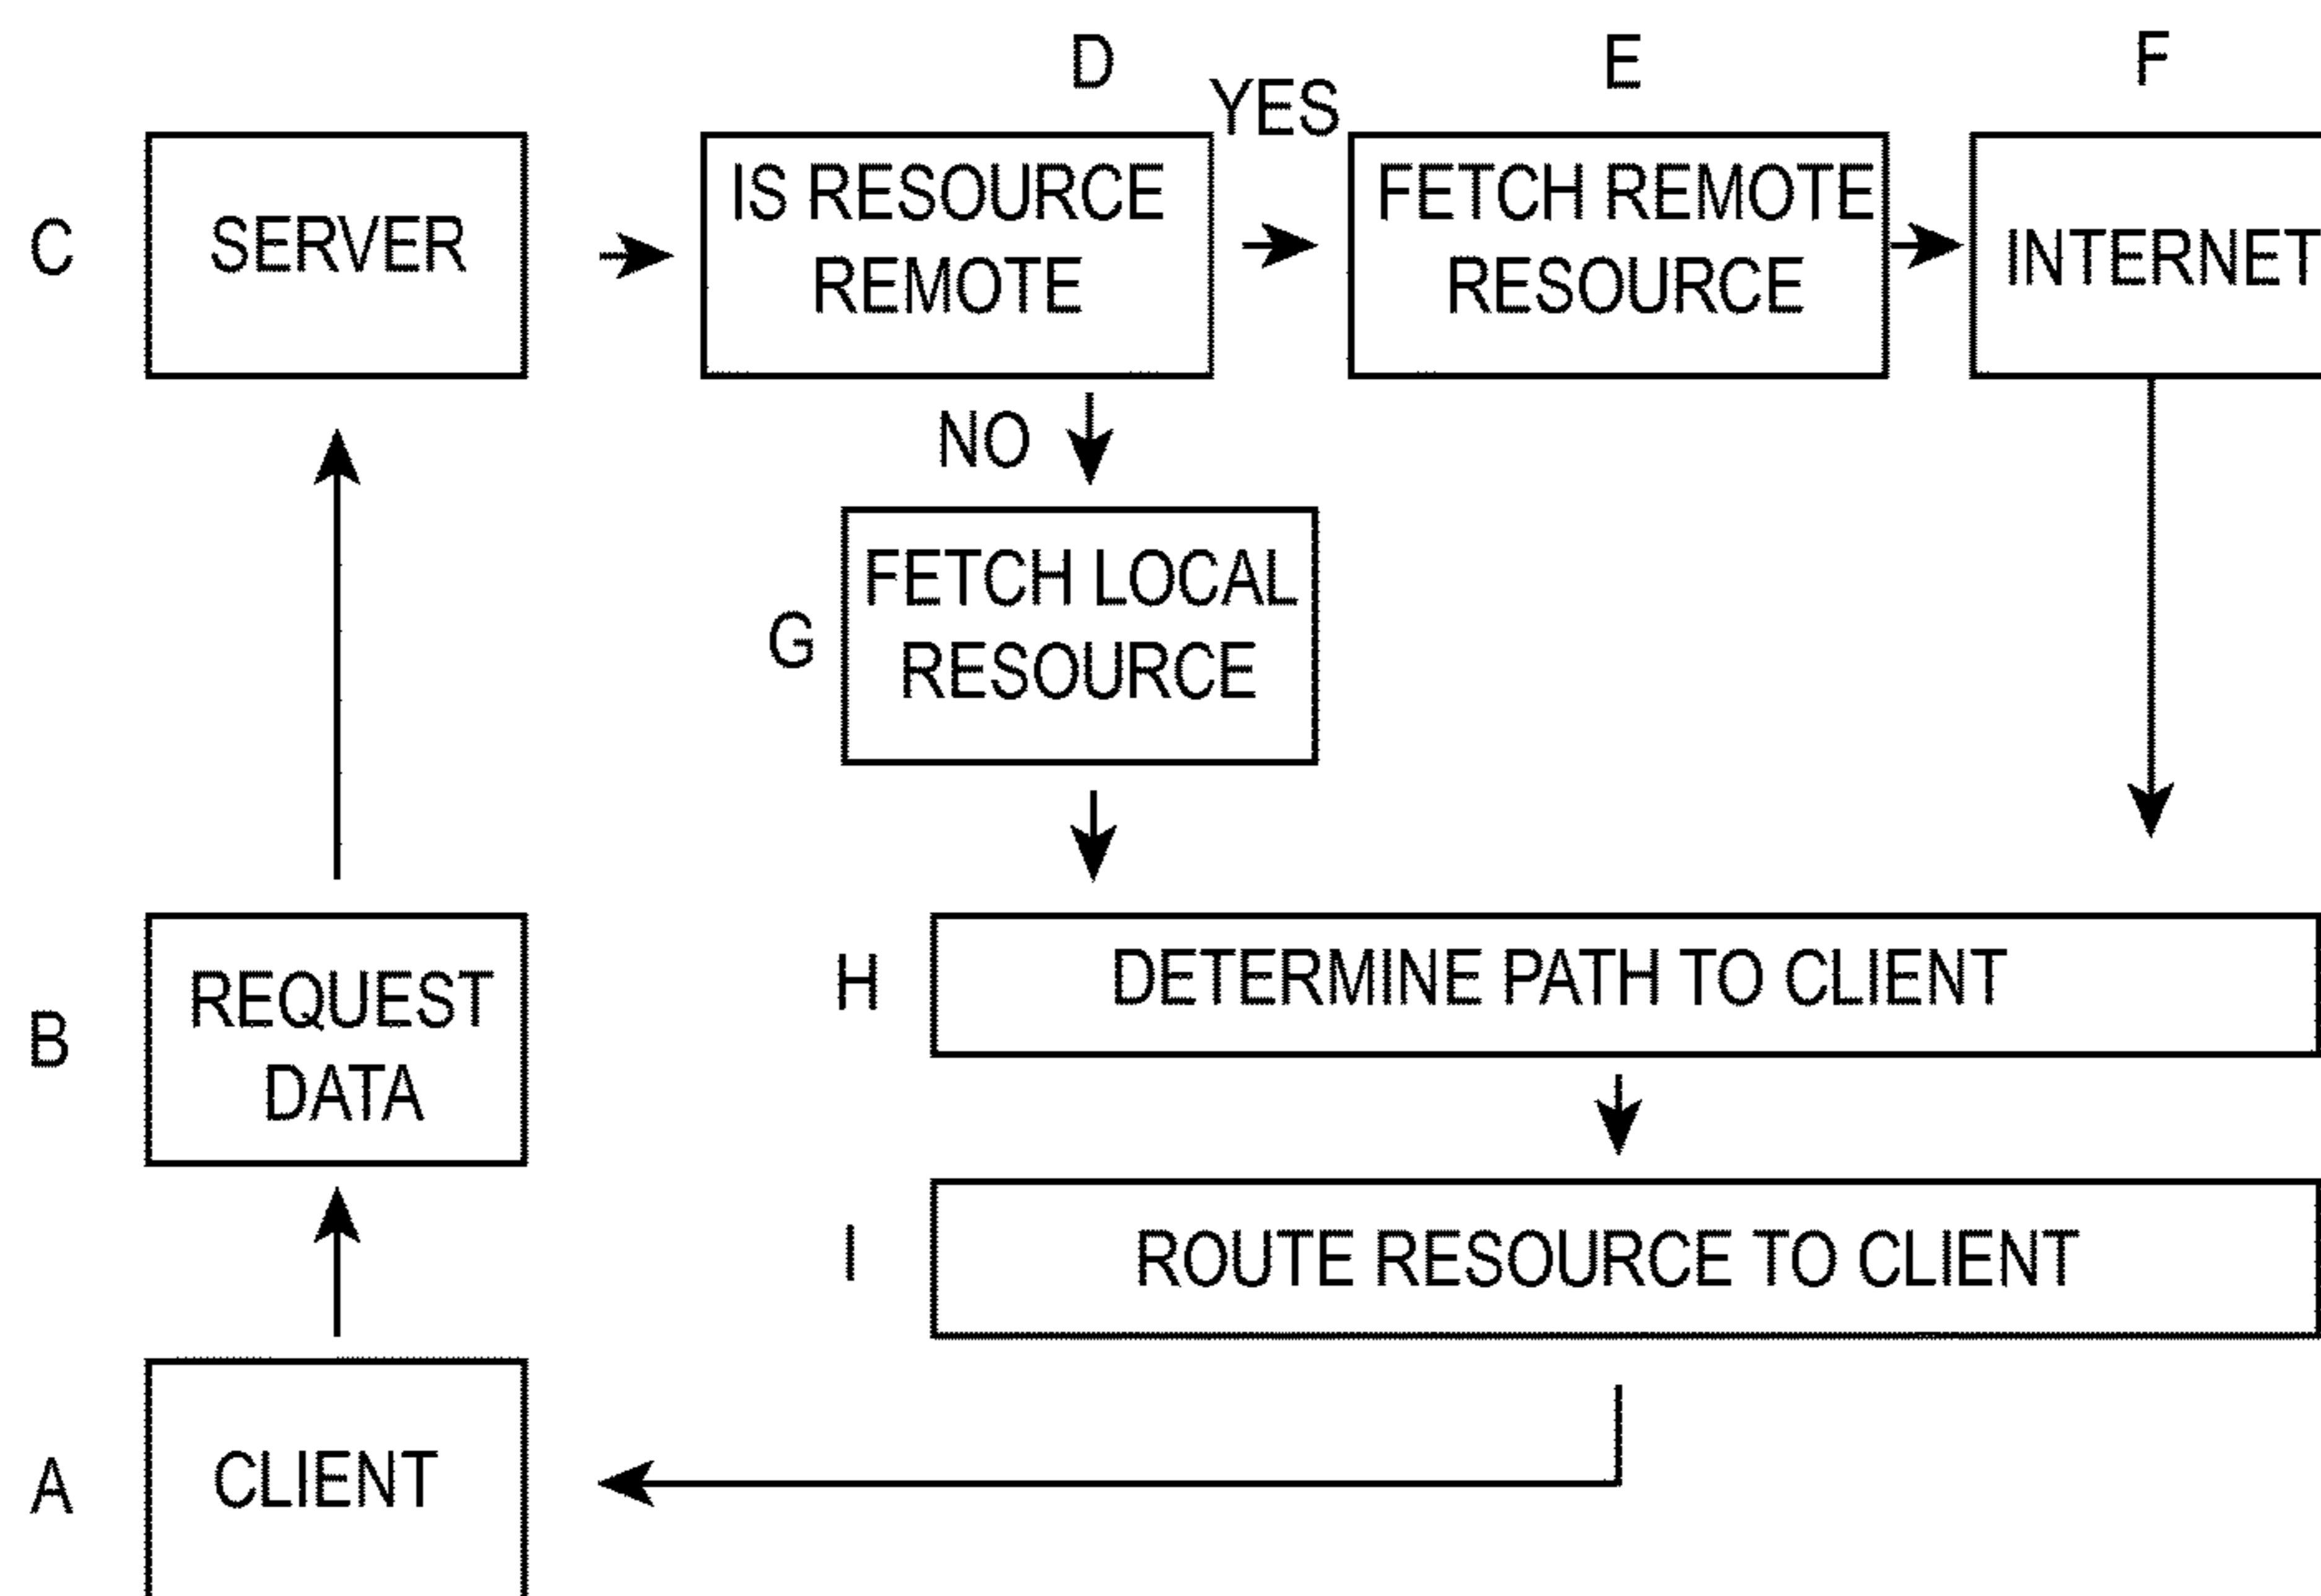 D
E
F
YES
C
SERVER
IS RESOURCE
REMOTE
FETCH REMOTE
RESOURCE
INTERNET
NO
G
FETCH LOCAL
RESOURCE
B
REQUEST
DATA
H
DETERMINE PATH TO CLIENT
I
ROUTE RESOURCE TO CLIENT
A
CLIENT